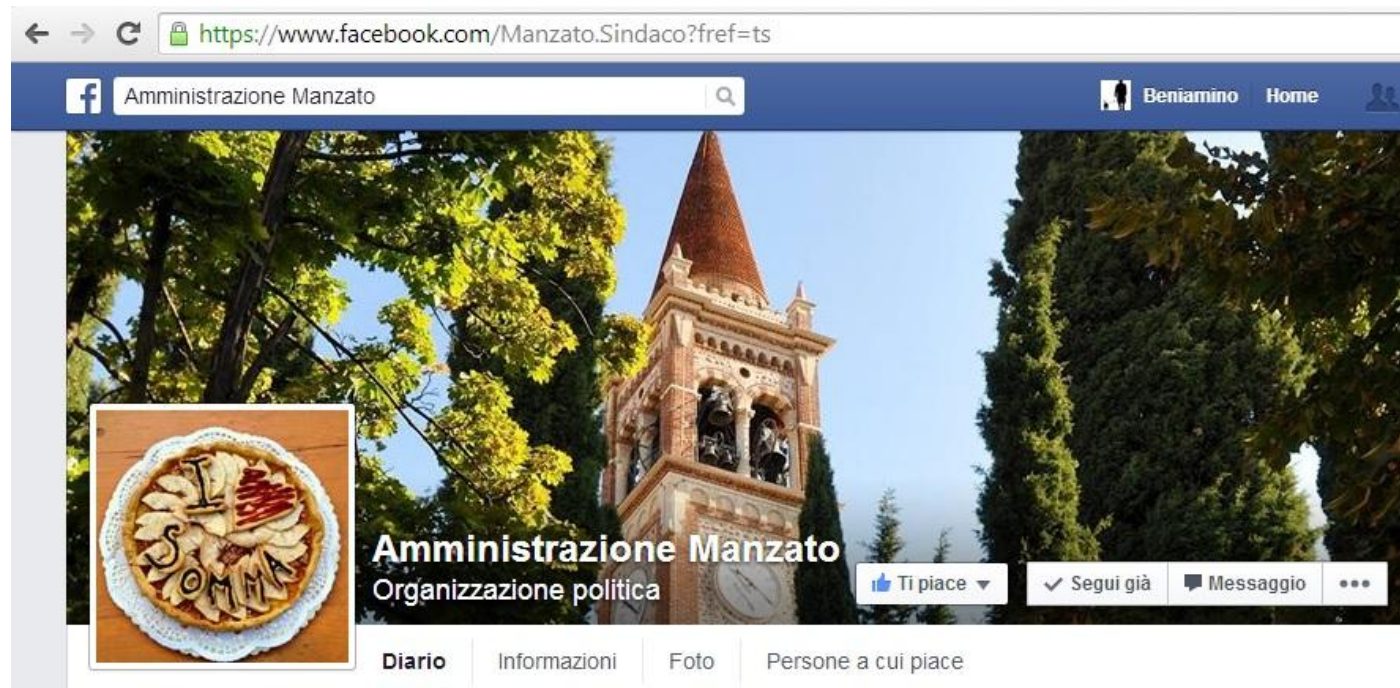 https://www.facebook.com/Manzato.Sindaco?fref=ts
f Amministrazione Manzato Beniamino Home
I
SOMMA
Amministrazione Manzato
Organizzazione politica
Ti piace Segui già Messaggio
Diario Informazioni Foto Persone a cui piace